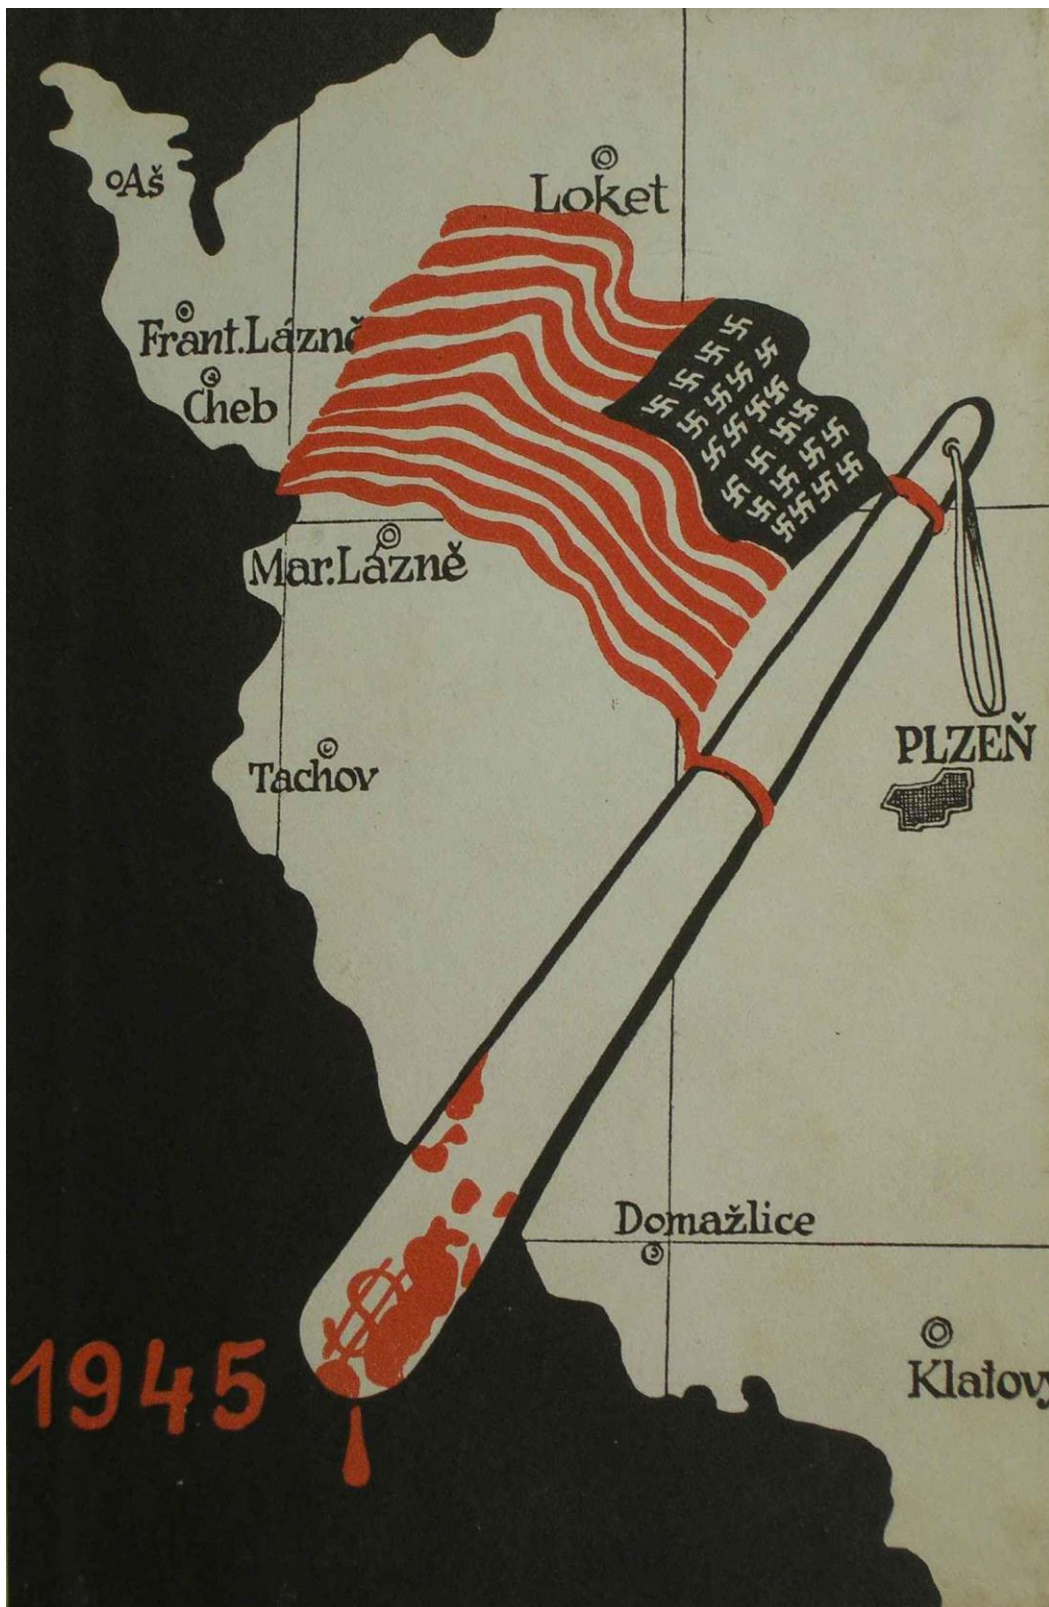 Aš
Loket
Frant.Lázně
Cheb
Mar.Lázně
Tachov
PLZEŇ
Domažlice
Klatovy
1945
$